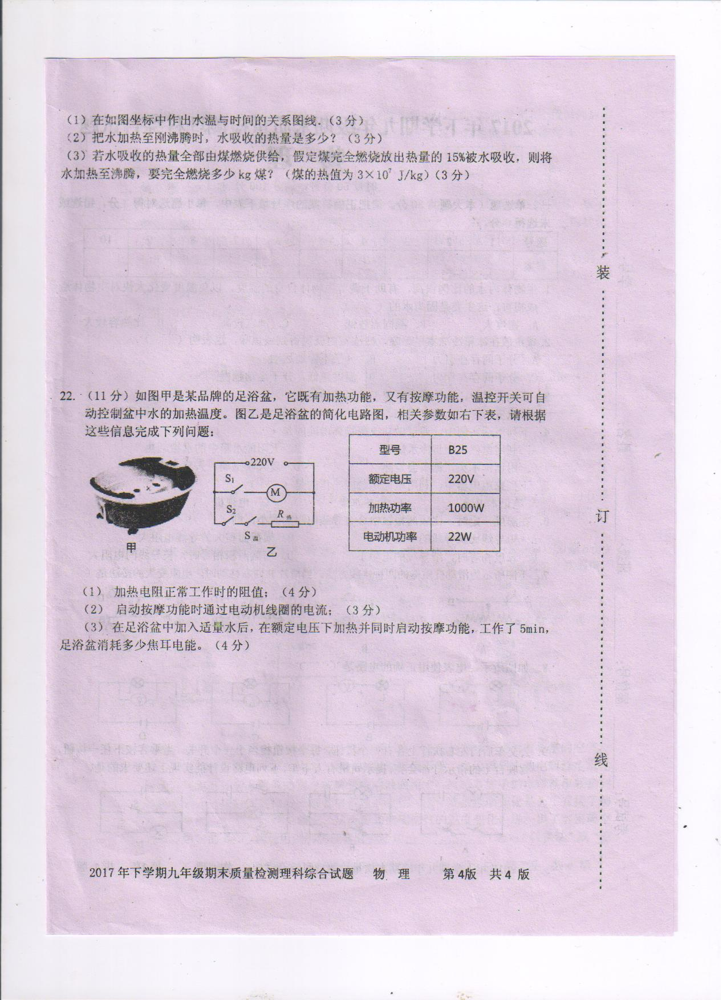 (1)在如图坐标中作出水温与时间的关系图线.(3分)
(2)把水加热至刚沸腾时，水吸收的热量是多少？(3分)
(3)若水吸收的热量全部由煤燃烧供给，假定煤完全燃烧放出热量的15%被水吸收，则将
水加热至沸腾，要完全燃烧多少kg煤？(煤的热值为3×10⁷ J/kg)(3分)
装
22.（11分）如图甲是某品牌的足浴盆，它既有加热功能，又有按摩功能，温控开关可自
动控制盆中水的加热温度。图乙是足浴盆的简化电路图，相关参数如右下表，请根据
这些信息完成下列问题：
220V
S₁
M
S₂
R热
S温
甲
乙
型号 B25
额定电压 220V
加热功率 1000W
电动机功率 22W
订
(1) 加热电阻正常工作时的阻值；(4分)
(2) 启动按摩功能时通过电动机线圈的电流；(3分)
(3) 在足浴盆中加入适量水后,在额定电压下加热并同时启动按摩功能,工作了5min,
足浴盆消耗多少焦耳电能。(4分)
线
2017年下学期九年级期末质量检测理科综合试题 物 理 第4版 共4版